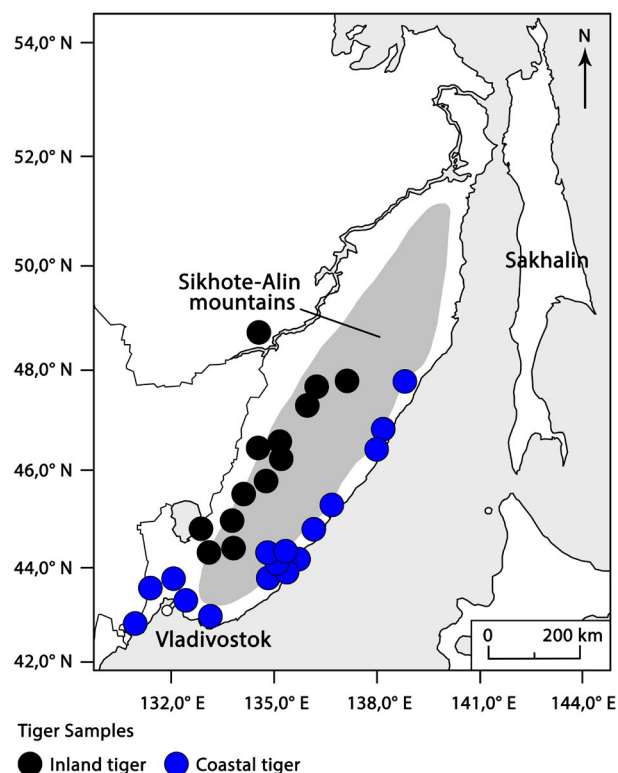 54,0° N
N
52,0° N
50,0° N
Sakhalin
Sikhote-Alin
mountains
48,0° N
46,0° N
44,0° N
Vladivostok
0 200 km
42,0° N
132,0° E 135,0° E 138,0° E 141,0° E 144,0° E
Tiger Samples
Inland tiger Coastal tiger